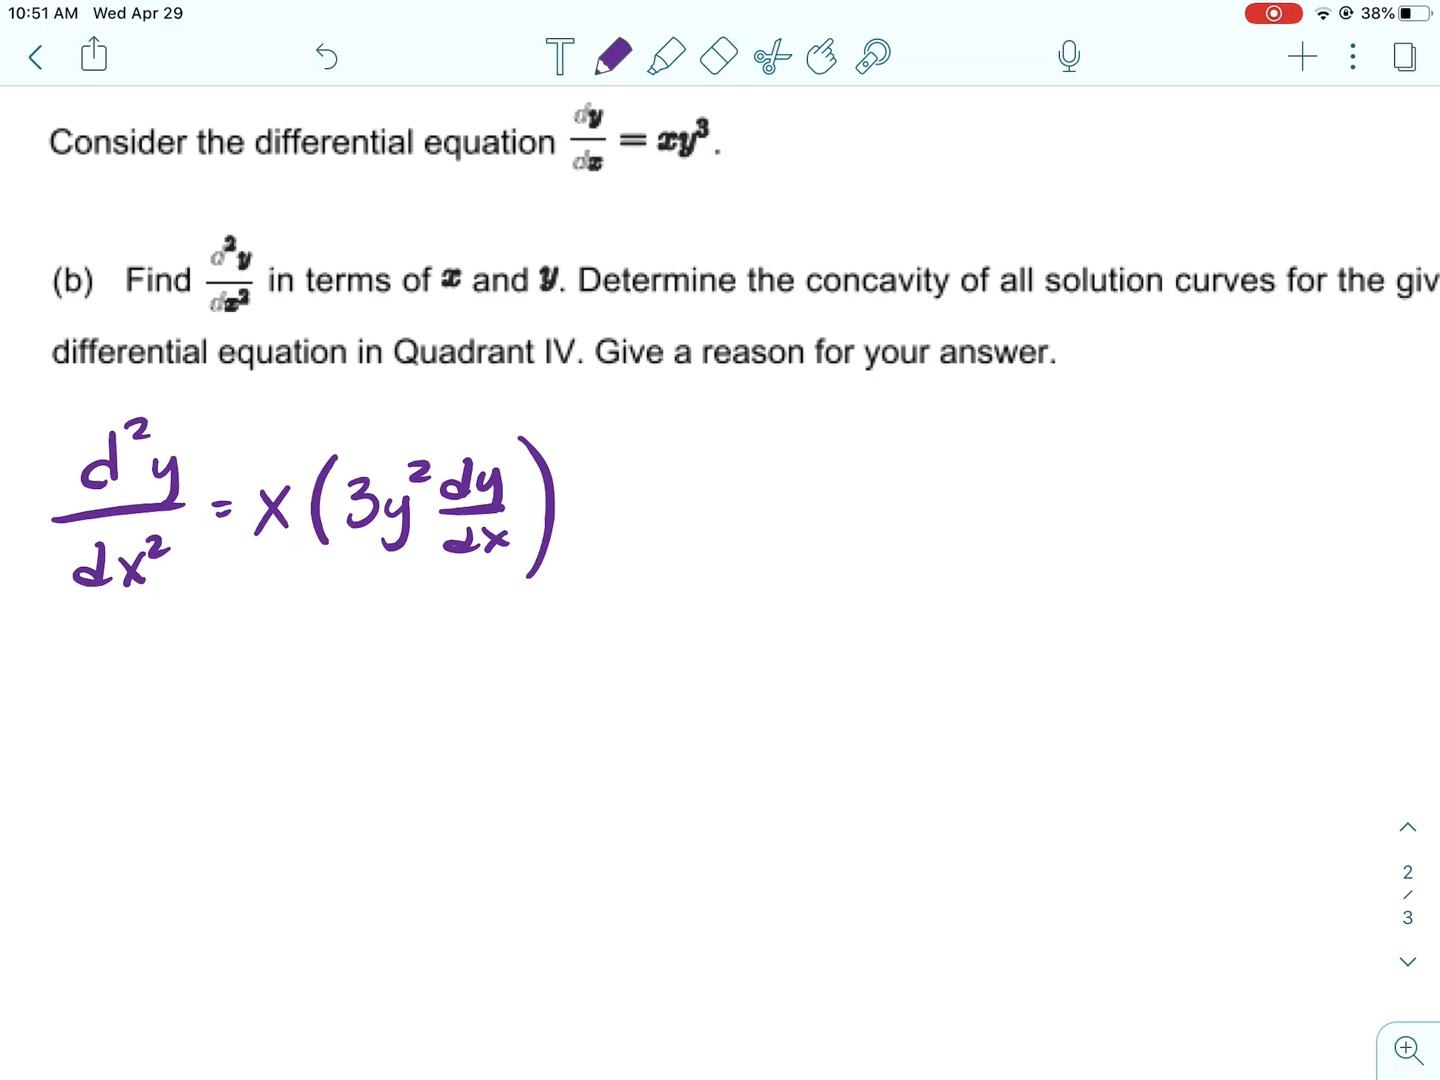 10:51 AM Wed Apr 29 38%
Consider the differential equation dy/dx = xy³.
(b) Find d²y/dx² in terms of x and y. Determine the concavity of all solution curves for the giv
differential equation in Quadrant IV. Give a reason for your answer.
d²y/dx² = x(3y² dy/dx)
2
/
3